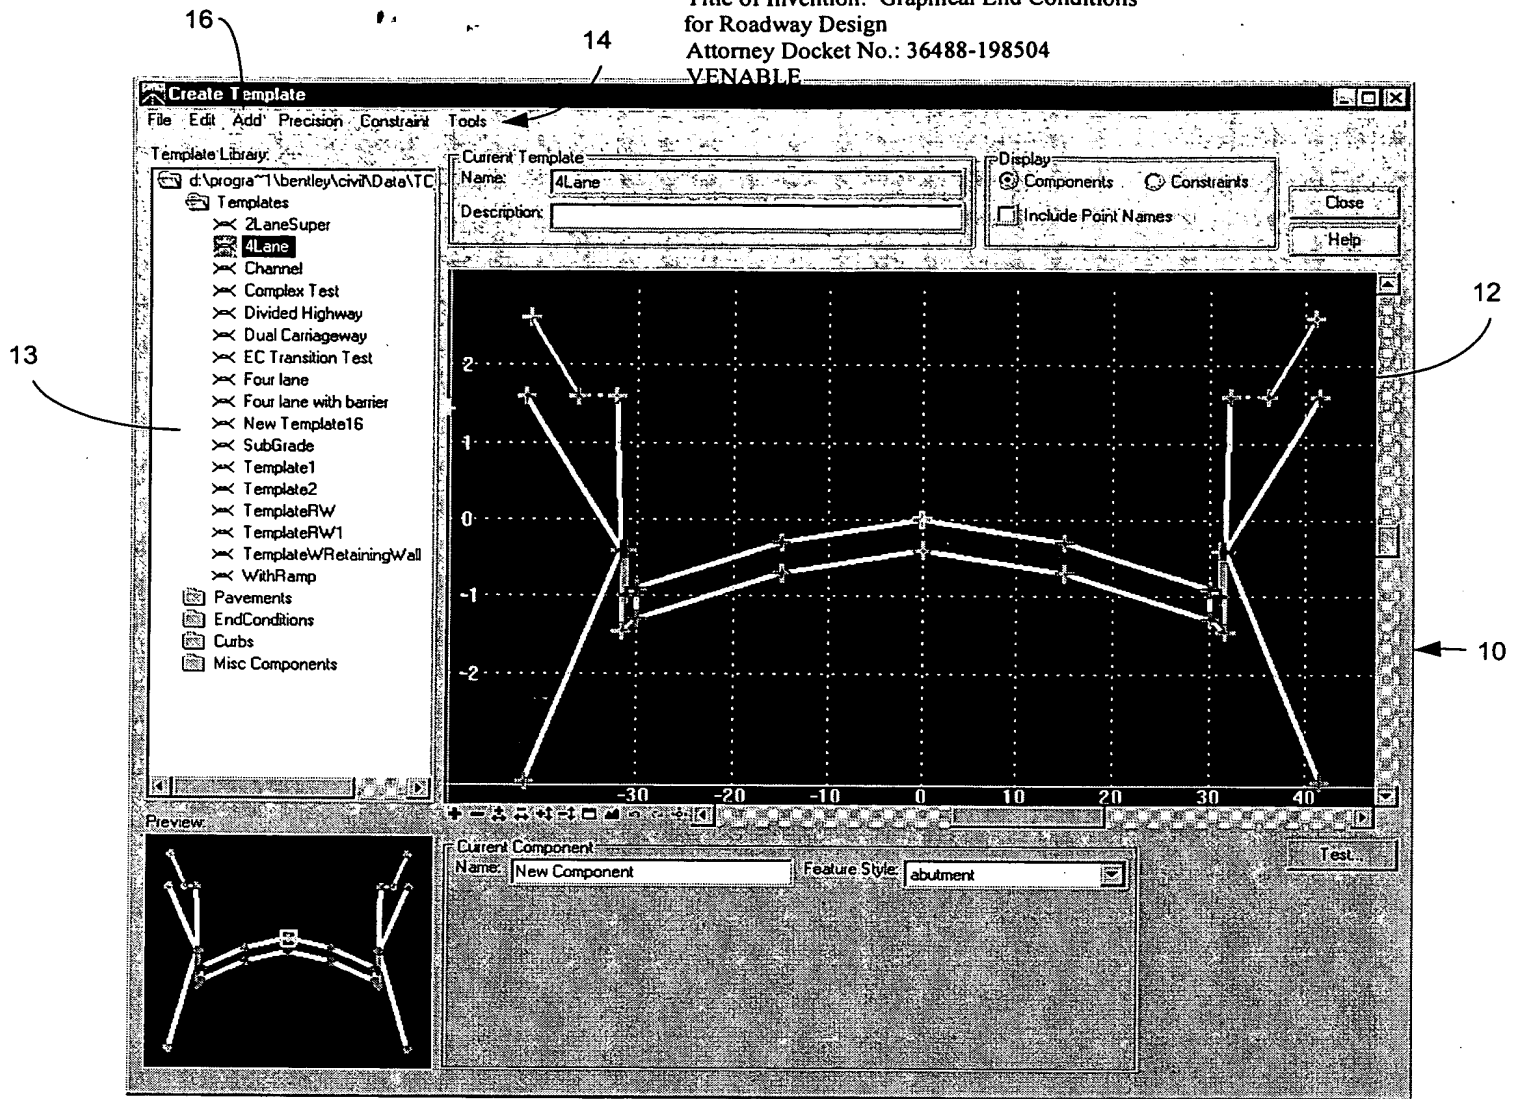 Title of Invention: Graphical End Conditions
for Roadway Design
Attorney Docket No.: 36488-198504
VENABLE
16
14
Create Template
File Edit Add Precision Constraint Tools
Template Library:
d:\progra~1\bentley\civil\Data\TC
Templates
2LaneSuper
4Lane
Channel
Complex Test
Divided Highway
Dual Carriageway
EC Transition Test
Four lane
Four lane with barrier
New Template16
SubGrade
Template1
Template2
TemplateRW
TemplateRW1
TemplateWRetainingWall
WithRamp
Pavements
EndConditions
Curbs
Misc Components
13
Current Template
Name: 4Lane
Description:
Display
Components Constraints
Include Point Names
Close
Help
12
2
1
0
-1
-2
-30 -20 -10 0 10 20 30 40
10
Preview:
Current Component
Name: New Component Feature Style: abutment
Test...